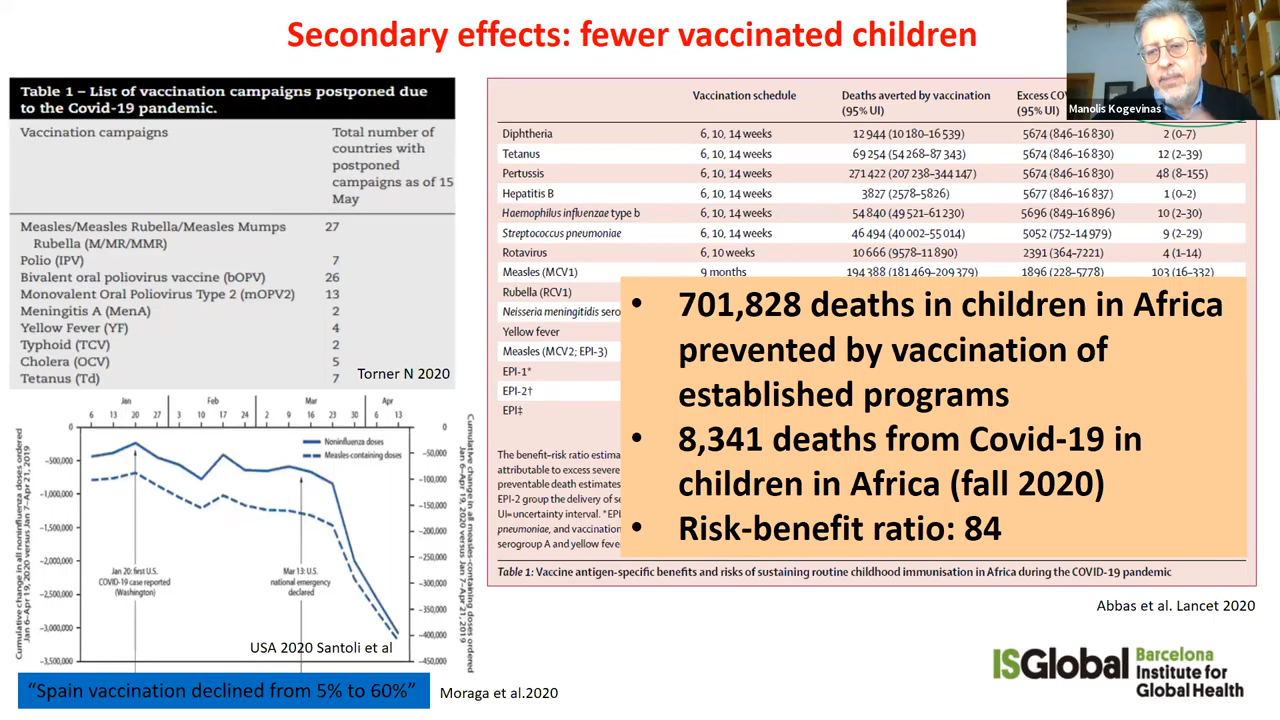 Secondary effects: fewer vaccinated children
Manolis Kogevinas
Table 1 – List of vaccination campaigns postponed due
to the Covid-19 pandemic.
Vaccination campaigns
Total number of
countries with
postponed
campaigns as of 15
May
Measles/Measles Rubella/Measles Mumps
Rubella (M/MR/MMR)
27
Polio (IPV) 7
Bivalent oral poliovirus vaccine (bOPV) 26
Monovalent Oral Poliovirus Type 2 (mOPV2) 13
Meningitis A (MenA) 2
Yellow Fever (YF) 4
Typhoid (TCV) 2
Cholera (OCV) 5
Tetanus (Td) 7
Torner N 2020
Jan Feb Mar Apr
6 13 20 27 3 10 17 24 2 9 16 23 30 6 13
0
-500,000
-1,000,000
-1,500,000
-2,000,000
-2,500,000
-3,000,000
-3,500,000
0
-50,000
-100,000
-150,000
-200,000
-250,000
-300,000
-350,000
-400,000
-450,000
Cumulative change in all noninfluenza doses ordered
Jan 6–Apr 19, 2020 versus Jan 7–Apr 21, 2019
Cumulative change in all measles-containing doses ordered
Jan 6–Apr 19, 2020 versus Jan 7–Apr 21, 2019
Noninfluenza doses
Measles-containing doses
Jan 20: first U.S.
COVID-19 case reported
(Washington)
Mar 13: U.S.
national emergency
declared
USA 2020 Santoli et al
“Spain vaccination declined from 5% to 60%”
Moraga et al.2020
Vaccination schedule
Deaths averted by vaccination
(95% UI)
Excess
(95% UI)
Diphtheria 6, 10, 14 weeks 12 944 (10 180–16 539) 5674 (846–16 830) 2 (0–7)
Tetanus 6, 10, 14 weeks 69 254 (54 268–87 343) 5674 (846–16 830) 12 (2–39)
Pertussis 6, 10, 14 weeks 271 422 (207 238–344 147) 5674 (846–16 830) 48 (8–155)
Hepatitis B 6, 10, 14 weeks 3827 (2578–5826) 5677 (846–16 837) 1 (0–2)
Haemophilus influenzae type b 6, 10, 14 weeks 54 840 (49 521–61 230) 5696 (849–16 896) 10 (2–30)
Streptococcus pneumoniae 6, 10, 14 weeks 46 494 (40 002–55 014) 5052 (752–14 979) 9 (2–29)
Rotavirus 6, 10 weeks 10 666 (9578–11 890) 2391 (364–7221) 4 (1–14)
Measles (MCV1) 9 months 194 388 (181 469–209 379) 1896 (228–5778) 103 (16–332)
Rubella (RCV1)
Neisseria meningitidis sero
Yellow fever
Measles (MCV2; EPI-3)
EPI-1*
EPI-2†
EPI‡
• 701,828 deaths in children in Africa
prevented by vaccination of
established programs
• 8,341 deaths from Covid-19 in
children in Africa (fall 2020)
• Risk-benefit ratio: 84
The benefit-risk ratio estima
attributable to excess severe
preventable death estimates
EPI-2 group the delivery of s
UI=uncertainty interval. *EPI
pneumoniae, and vaccination
serogroup A and yellow feve
Table 1: Vaccine antigen-specific benefits and risks of sustaining routine childhood immunisation in Africa during the COVID-19 pandemic
Abbas et al. Lancet 2020
ISGlobal Barcelona
Institute for
Global Health